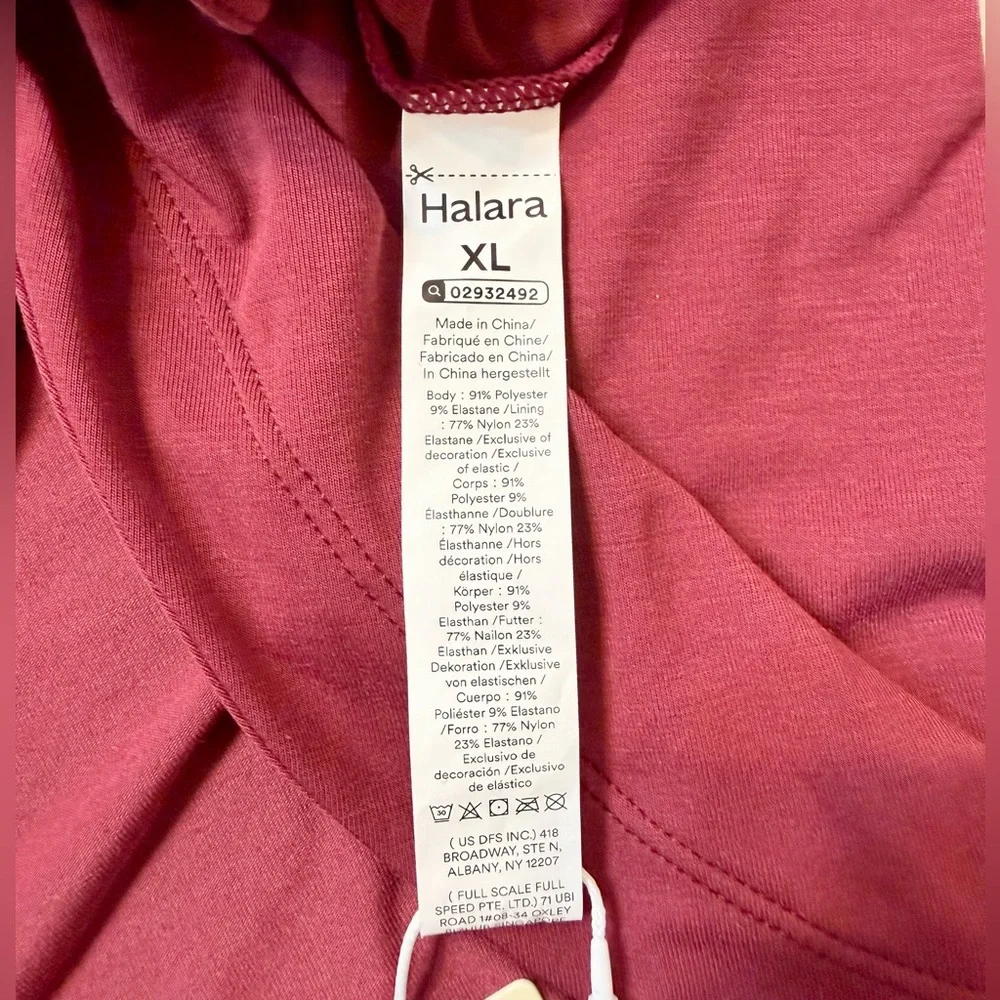 Halara
XL
02932492
Made in China/
Fabriqué en Chine/
Fabricado en China/
In China hergestellt
Body : 91% Polyester
9% Elastane /Lining
: 77% Nylon 23%
Elastane /Exclusive of
decoration /Exclusive
of elastic /
Corps : 91%
Polyester 9%
Élasthanne /Doublure
: 77% Nylon 23%
Élasthanne /Hors
décoration /Hors
élastique /
Körper : 91%
Polyester 9%
Elasthan /Futter :
77% Nailon 23%
Elasthan /Exklusive
Dekoration /Exklusive
von elastischen /
Cuerpo : 91%
Poliéster 9% Elastano
/Forro : 77% Nylon
23% Elastano /
Exclusivo de
decoración /Exclusivo
de elástico
30
( US DFS INC.) 418
BROADWAY, STE N,
ALBANY, NY 12207
( FULL SCALE FULL
SPEED PTE. LTD.) 71 UBI
ROAD 1#08-34 OXLEY
SINGAPORE